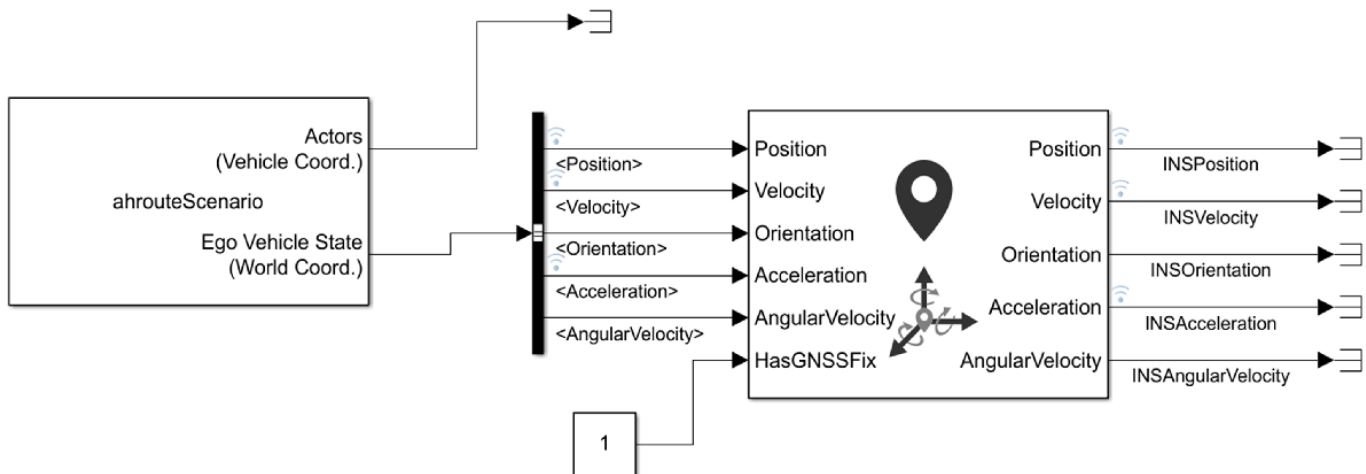 Actors
(Vehicle Coord.)
ahrouteScenario
Ego Vehicle State
(World Coord.)
<Position>
<Velocity>
<Orientation>
<Acceleration>
<AngularVelocity>
1
Position
Velocity
Orientation
Acceleration
AngularVelocity
HasGNSSFix
Position
Velocity
Orientation
Acceleration
AngularVelocity
INSPosition
INSVelocity
INSOrientation
INSAcceleration
INSAngularVelocity